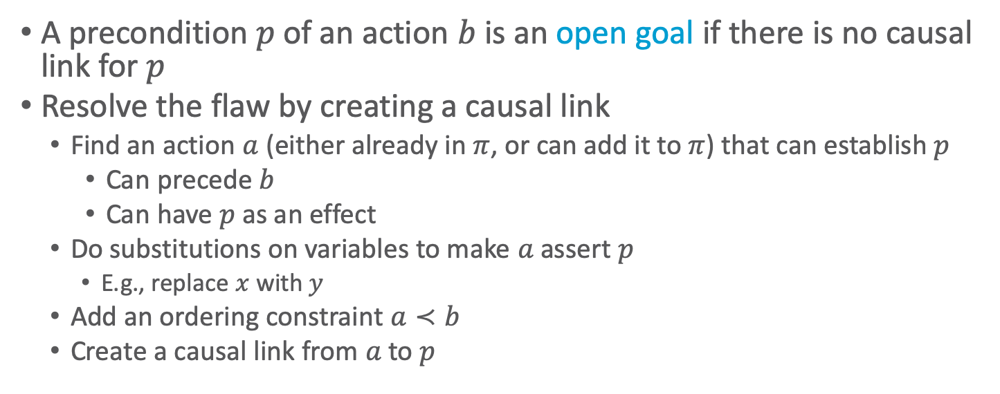 • A precondition 𝑝 of an action 𝑏 is an open goal if there is no causal
link for 𝑝
• Resolve the flaw by creating a causal link
• Find an action 𝑎 (either already in 𝜋, or can add it to 𝜋) that can establish 𝑝
• Can precede 𝑏
• Can have 𝑝 as an effect
• Do substitutions on variables to make 𝑎 assert 𝑝
• E.g., replace 𝑥 with 𝑦
• Add an ordering constraint 𝑎 ≺ 𝑏
• Create a causal link from 𝑎 to 𝑝